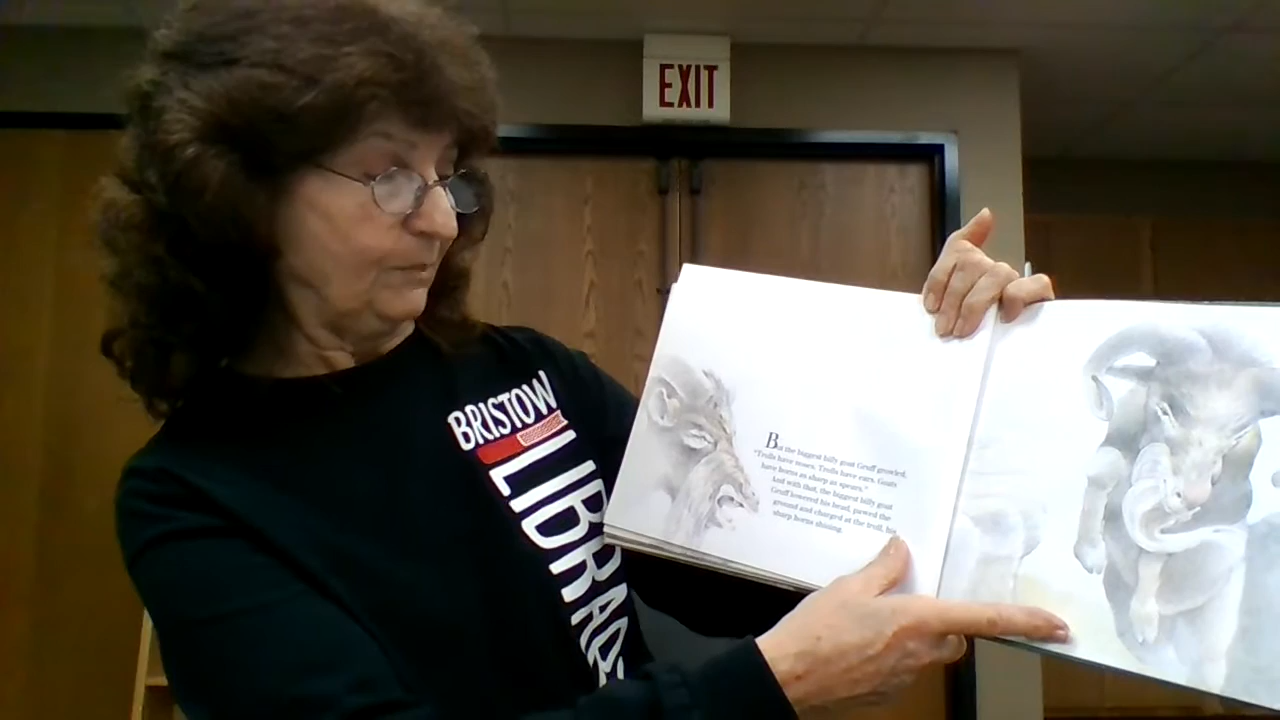 EXIT
BRISTOW
LIBRARY
But the biggest billy goat Gruff growled,
"Trolls have noses. Trolls have ears. Goats
have horns as sharp as spears."
And with that, the biggest billy goat
Gruff lowered his head, pawed the
ground and charged at the troll, his
sharp horns shining.